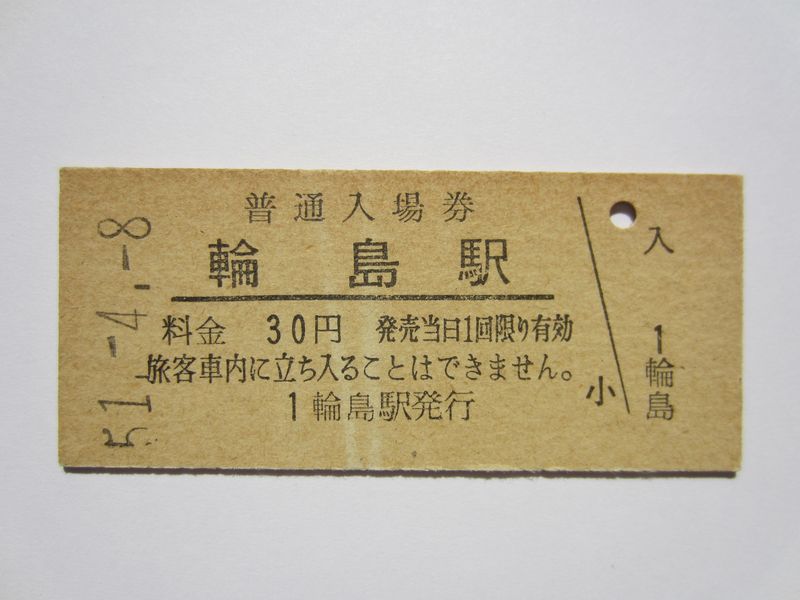 普通入場券
輪島駅
料金 30円 発売当日1回限り有効
旅客車内に立ち入ることはできません。
1 輪島駅発行
51.-4.-8
小
入
1
輪島